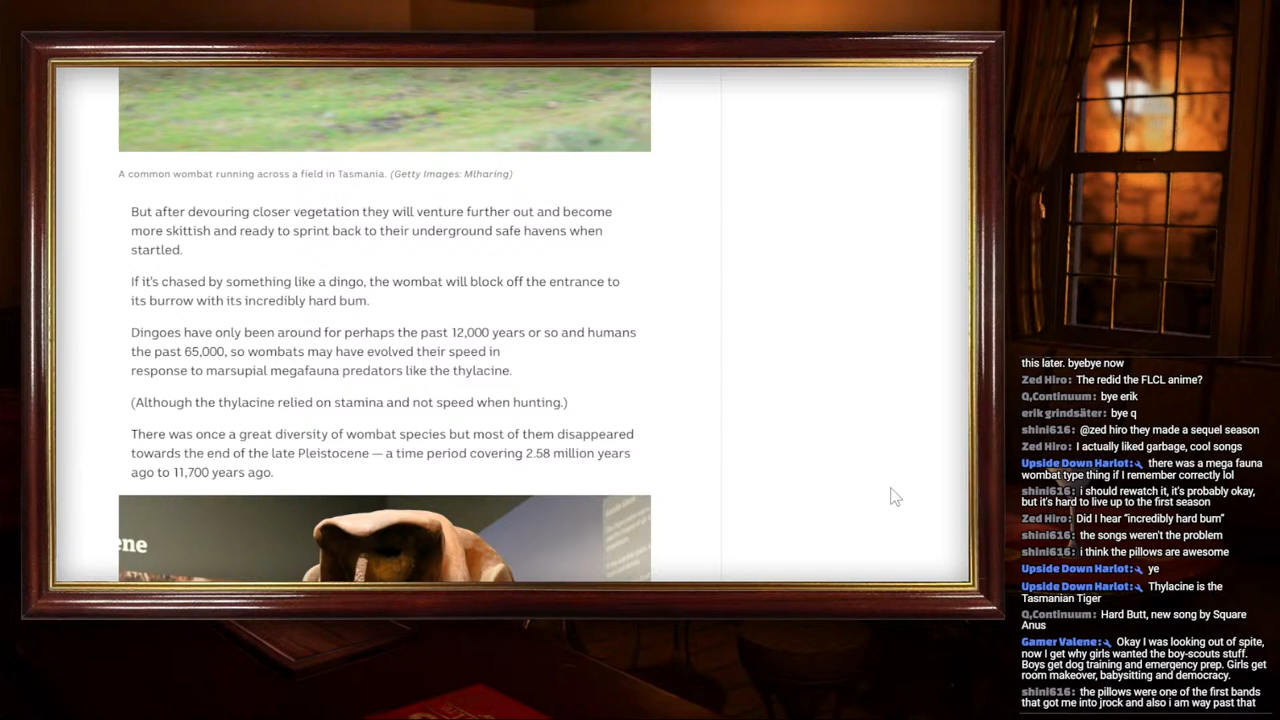 A common wombat running across a field in Tasmania. (Getty Images: Mlharing)
But after devouring closer vegetation they will venture further out and become
more skittish and ready to sprint back to their underground safe havens when
startled.
If it's chased by something like a dingo, the wombat will block off the entrance to
its burrow with its incredibly hard bum.
Dingoes have only been around for perhaps the past 12,000 years or so and humans
the past 65,000, so wombats may have evolved their speed in
response to marsupial megafauna predators like the thylacine.
(Although the thylacine relied on stamina and not speed when hunting.)
There was once a great diversity of wombat species but most of them disappeared
towards the end of the late Pleistocene — a time period covering 2.58 million years
ago to 11,700 years ago.
ene
this later. byebye now
Zed Hiro: The redid the FLCL anime?
Q,Continuum: bye erik
erik grindsäter: bye q
shini616: @zed hiro they made a sequel season
Zed Hiro: I actually liked garbage, cool songs
Upside Down Harlot: there was a mega fauna
wombat type thing if I remember correctly lol
shini616: i should rewatch it, it's probably okay,
but it's hard to live up to the first season
Zed Hiro: Did I hear "incredibly hard bum"
shini616: the songs weren't the problem
shini616: i think the pillows are awesome
Upside Down Harlot: ye
Upside Down Harlot: Thylacine is the
Tasmanian Tiger
Q,Continuum: Hard Butt, new song by Square
Anus
Gamer Valene: Okay I was looking out of spite,
now I get why girls wanted the boy-scouts stuff.
Boys get dog training and emergency prep. Girls get
room makeover, babysitting and democracy.
shini616: the pillows were one of the first bands
that got me into jrock and also i am way past that